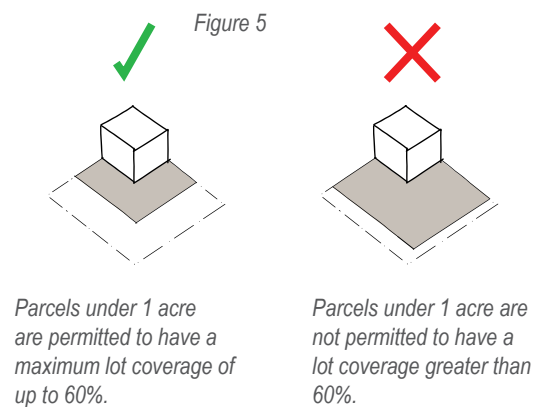 Figure 5
Parcels under 1 acre
are permitted to have a
maximum lot coverage of
up to 60%.
Parcels under 1 acre are
not permitted to have a
lot coverage greater than
60%.